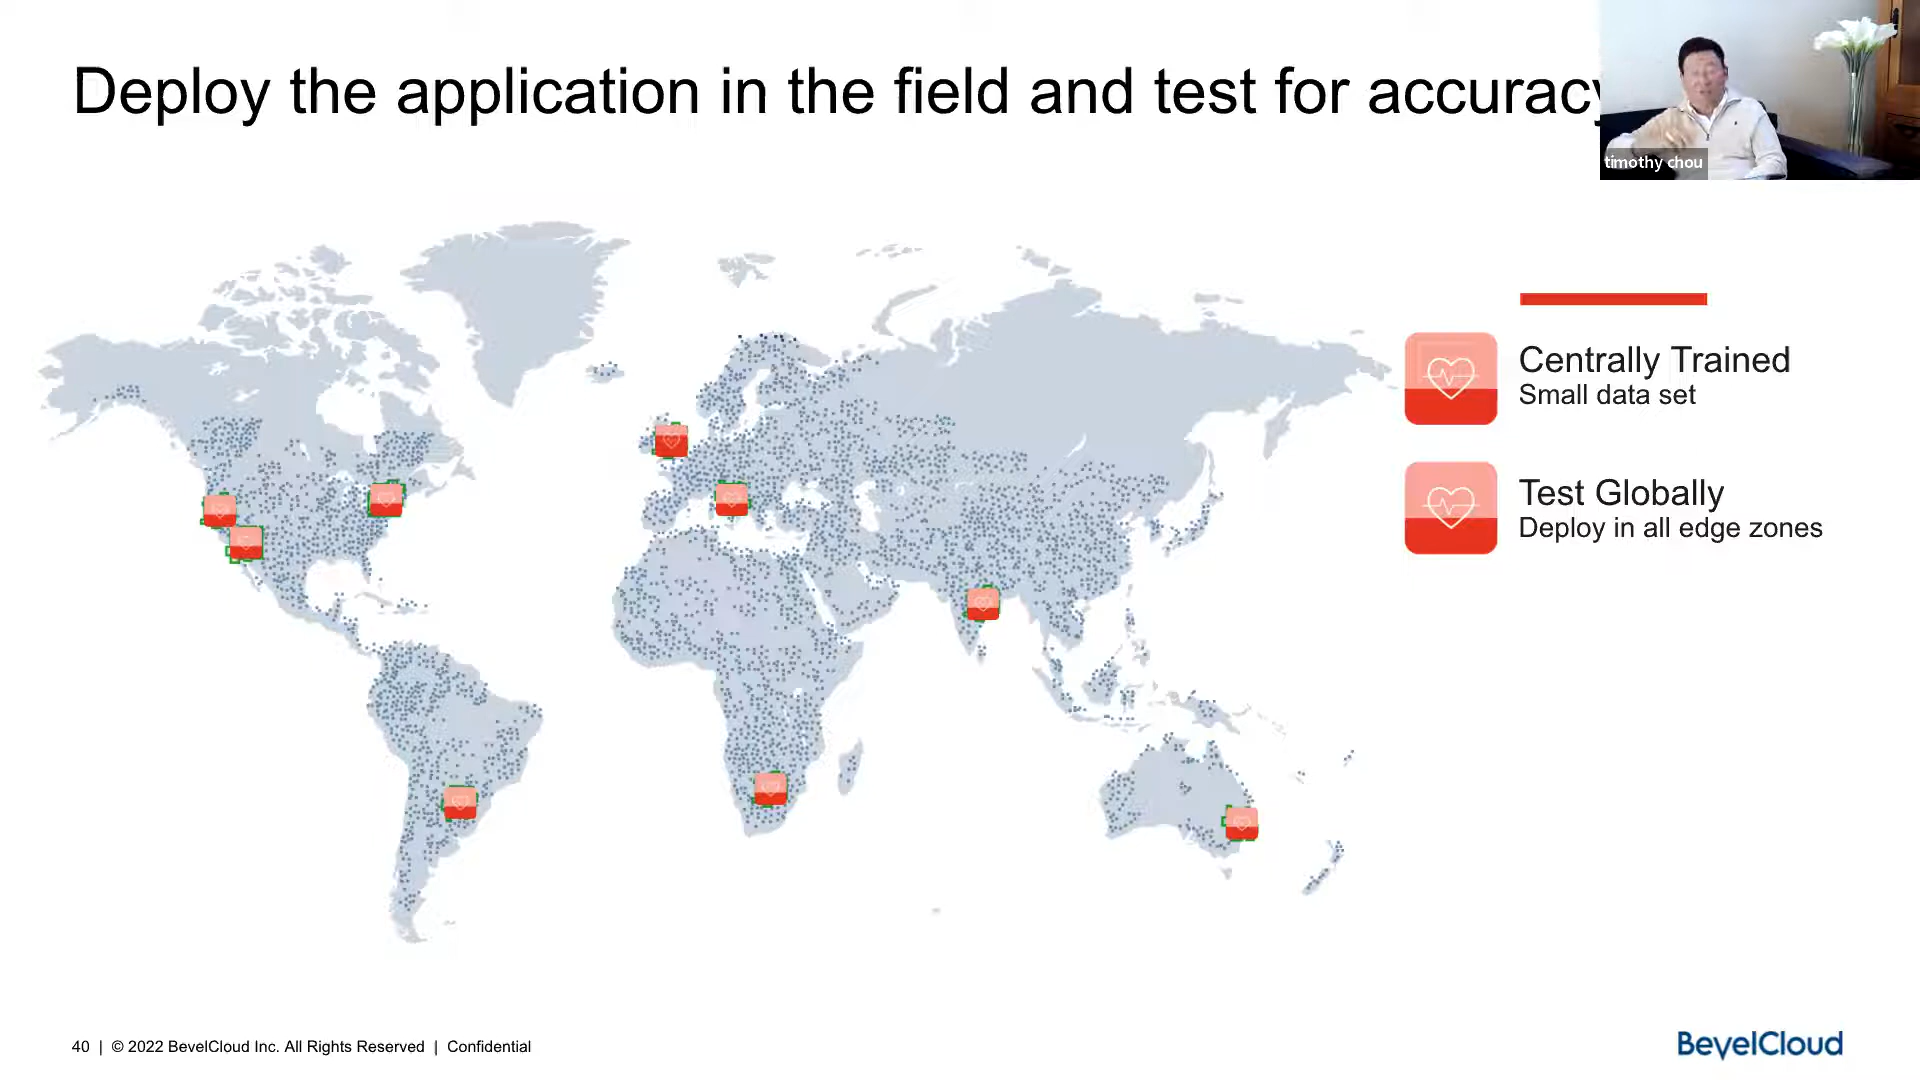 Deploy the application in the field and test for accuracy
timothy chou
Centrally Trained
Small data set
Test Globally
Deploy in all edge zones
40 | © 2022 BevelCloud Inc. All Rights Reserved | Confidential
BevelCloud